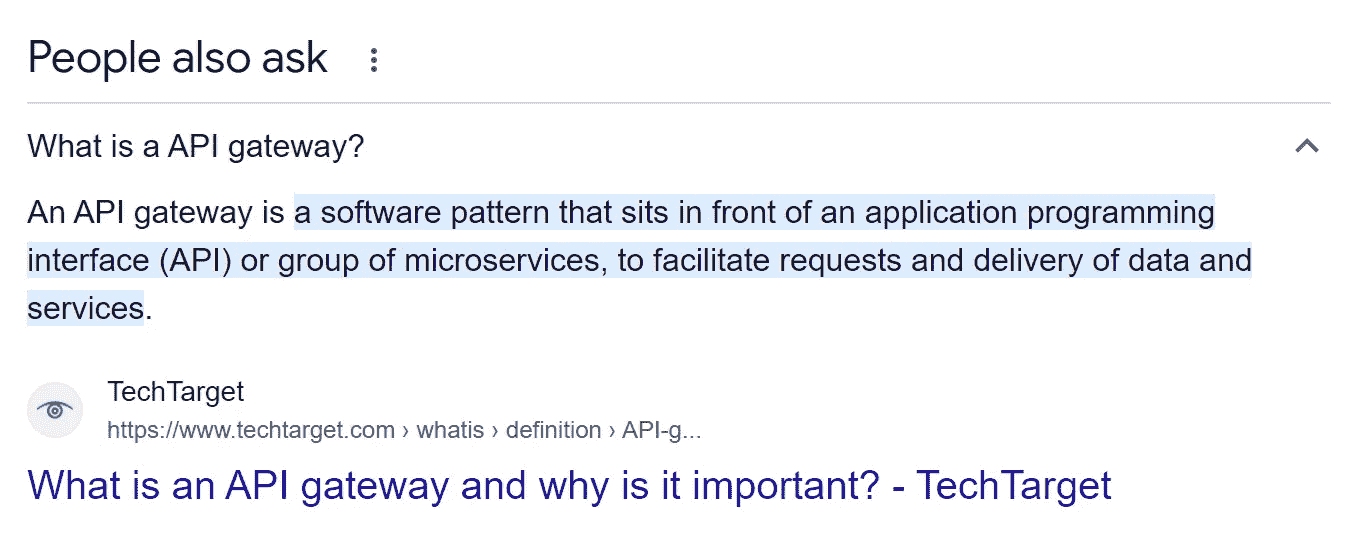 People also ask
What is a API gateway?
An API gateway is a software pattern that sits in front of an application programming
interface (API) or group of microservices, to facilitate requests and delivery of data and
services.
TechTarget
https://www.techtarget.com › whatis › definition › API-g...
What is an API gateway and why is it important? - TechTarget